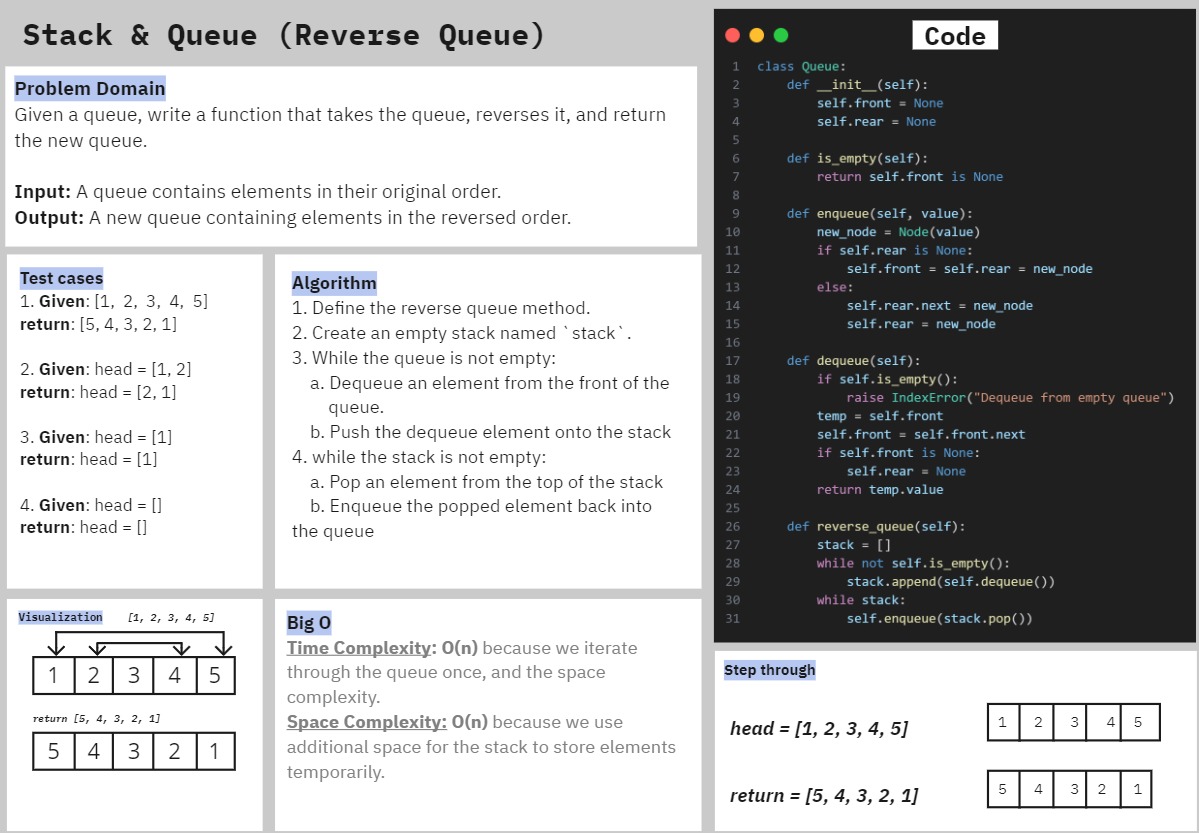 Stack & Queue (Reverse Queue)
Problem Domain
Given a queue, write a function that takes the queue, reverses it, and return
the new queue.
Input: A queue contains elements in their original order.
Output: A new queue containing elements in the reversed order.
Test cases
1. Given: [1, 2, 3, 4, 5]
return: [5, 4, 3, 2, 1]
2. Given: head = [1, 2]
return: head = [2, 1]
3. Given: head = [1]
return: head = [1]
4. Given: head = []
return: head = []
Algorithm
1. Define the reverse queue method.
2. Create an empty stack named `stack`.
3. While the queue is not empty:
a. Dequeue an element from the front of the
queue.
b. Push the dequeue element onto the stack
4. while the stack is not empty:
a. Pop an element from the top of the stack
b. Enqueue the popped element back into
the queue
Visualization [1, 2, 3, 4, 5]
1 2 3 4 5
return [5, 4, 3, 2, 1]
5 4 3 2 1
Big O
Time Complexity: O(n) because we iterate
through the queue once, and the space
complexity.
Space Complexity: O(n) because we use
additional space for the stack to store elements
temporarily.
Code
1 class Queue:
2     def __init__(self):
3         self.front = None
4         self.rear = None
5
6     def is_empty(self):
7         return self.front is None
8
9     def enqueue(self, value):
10         new_node = Node(value)
11         if self.rear is None:
12             self.front = self.rear = new_node
13         else:
14             self.rear.next = new_node
15             self.rear = new_node
16
17     def dequeue(self):
18         if self.is_empty():
19             raise IndexError("Dequeue from empty queue")
20         temp = self.front
21         self.front = self.front.next
22         if self.front is None:
23             self.rear = None
24         return temp.value
25
26     def reverse_queue(self):
27         stack = []
28         while not self.is_empty():
29             stack.append(self.dequeue())
30         while stack:
31             self.enqueue(stack.pop())
Step through
head = [1, 2, 3, 4, 5] 1 2 3 4 5
return = [5, 4, 3, 2, 1] 5 4 3 2 1